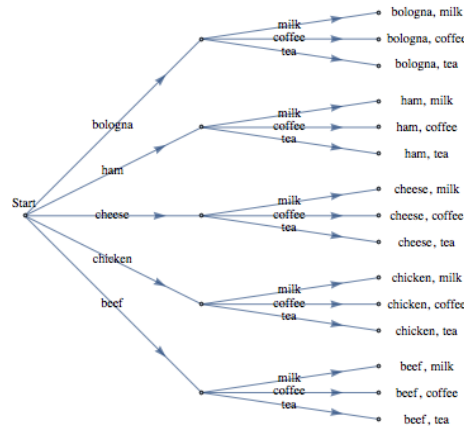 milk
coffee
tea
bologna, milk
bologna, coffee
bologna, tea
bologna
milk
coffee
tea
ham, milk
ham, coffee
ham, tea
ham
Start
cheese
milk
coffee
tea
cheese, milk
cheese, coffee
cheese, tea
chicken
milk
coffee
tea
chicken, milk
chicken, coffee
chicken, tea
beef
milk
coffee
tea
beef, milk
beef, coffee
beef, tea